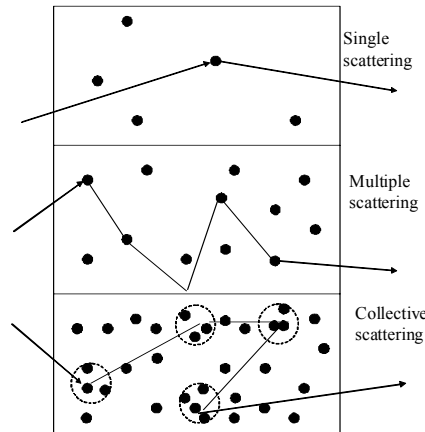 Single
scattering
Multiple
scattering
Collective
scattering